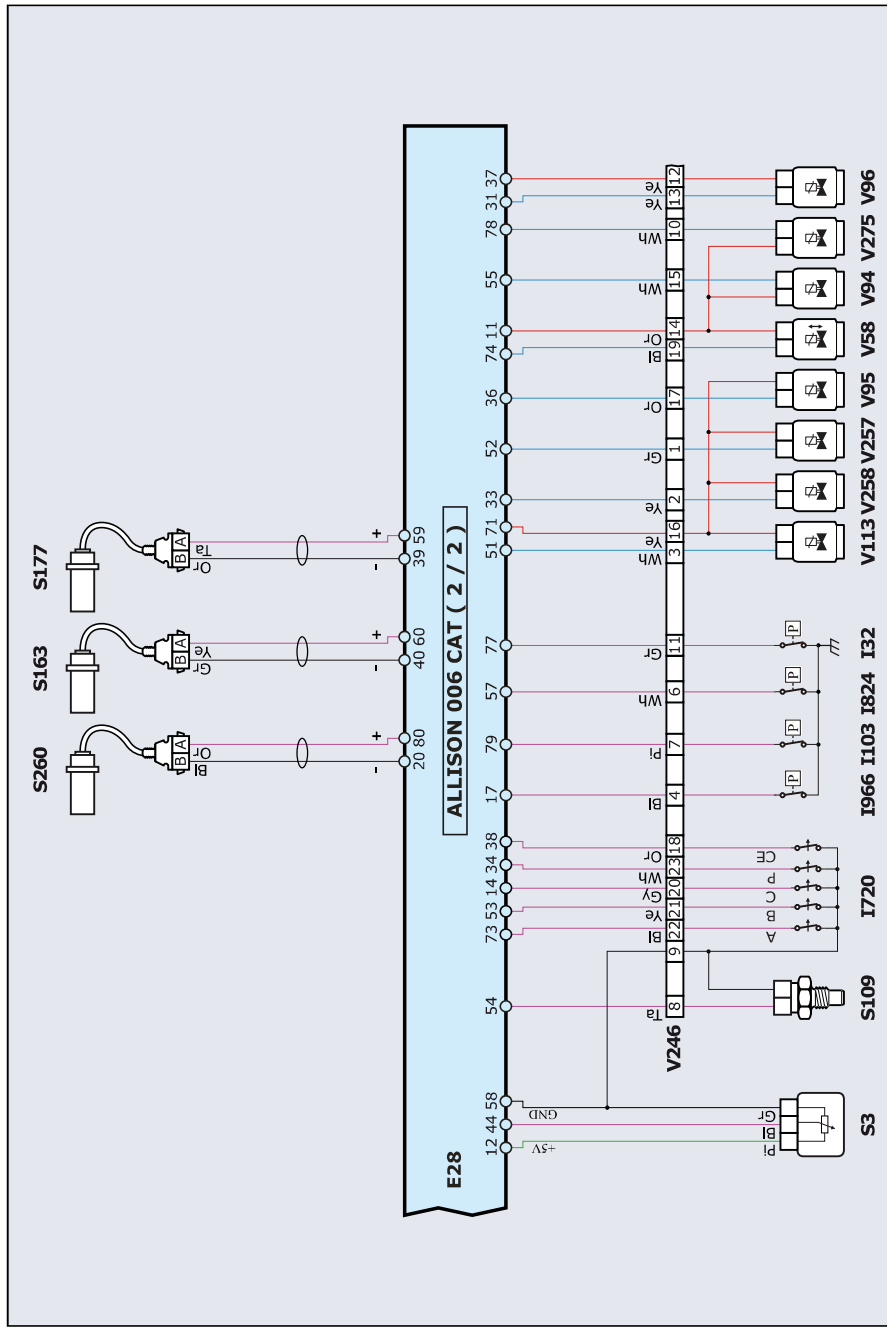 S260 S163 S177
B A B A B A
Bl Or Gr Ye Or Ta
- + - + - +
20 80 40 60 39 59
ALLISON 006 CAT ( 2 / 2 )
E28
12 44 58 54 73 53 14 34 38 17 79 57 77 51 71 33 52 36 74 11 55 78 31 37
+5V GND
Ta Bl Ye Gy Wh Or Bl Pi Wh Gr Wh Ye Ye Gr Or Bl Or Wh Wh Ye Ye
V246
8 9 22 21 20 23 18 4 7 6 11 3 16 2 1 17 19 14 15 10 13 12
Pi Bl Gr
A B C P CE
P P P P
S3 S109 I720 I966 I103 I824 I32 V113 V258 V257 V95 V58 V94 V275 V96